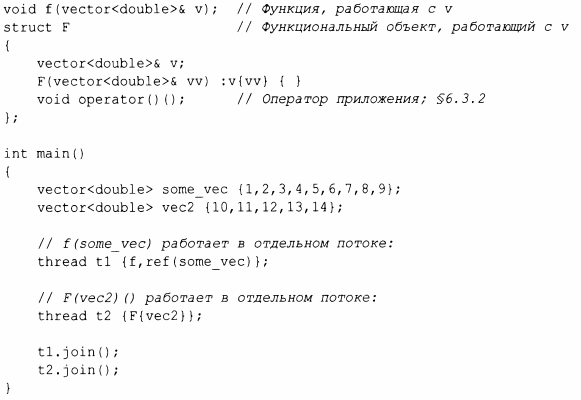 void f(vector<double>& v); // Функция, работающая с v
struct F // Функциональный объект, работающий с v
{
vector<double>& v;
F(vector<double>& vv) :v{vv} { }
void operator()(); // Оператор приложения; §6.3.2
};
int main()
{
vector<double> some_vec {1,2,3,4,5,6,7,8,9};
vector<double> vec2 {10,11,12,13,14};
// f(some_vec) работает в отдельном потоке:
thread t1 {f,ref(some_vec)};
// F(vec2)() работает в отдельном потоке:
thread t2 {F{vec2}};
t1.join();
t2.join();
}